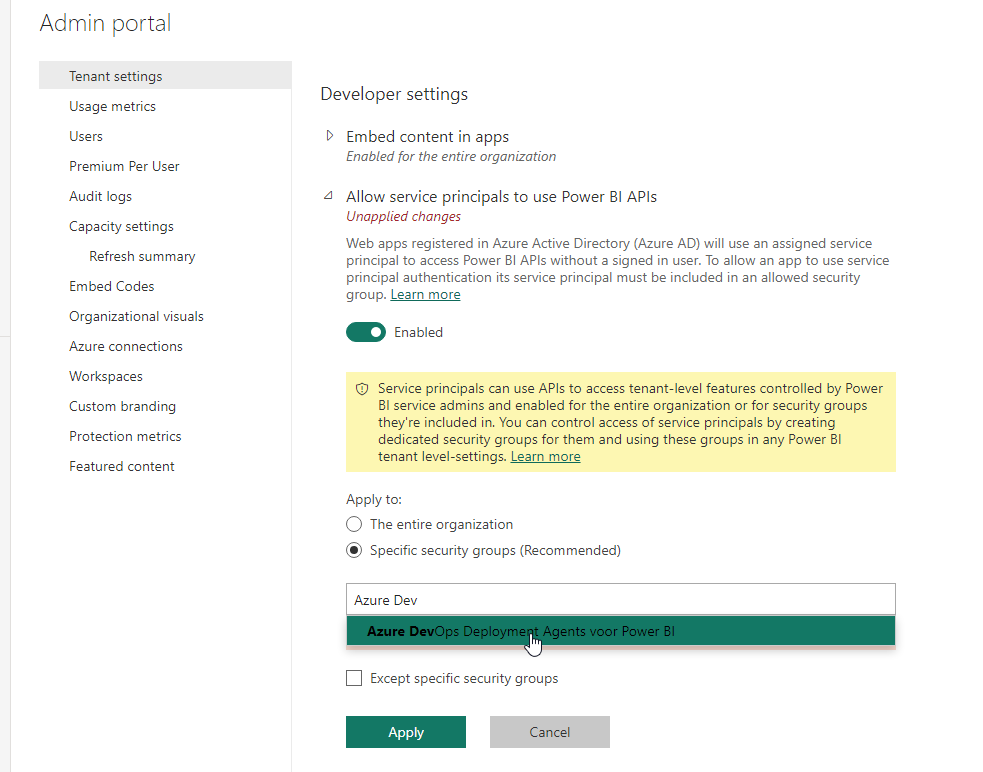 Admin portal
Tenant settings
Usage metrics
Users
Premium Per User
Audit logs
Capacity settings
Refresh summary
Embed Codes
Organizational visuals
Azure connections
Workspaces
Custom branding
Protection metrics
Featured content
Developer settings
Embed content in apps
Enabled for the entire organization
Allow service principals to use Power BI APIs
Unapplied changes
Web apps registered in Azure Active Directory (Azure AD) will use an assigned service
principal to access Power BI APIs without a signed in user. To allow an app to use service
principal authentication its service principal must be included in an allowed security
group. Learn more
Enabled
Service principals can use APIs to access tenant-level features controlled by Power
BI service admins and enabled for the entire organization or for security groups
they're included in. You can control access of service principals by creating
dedicated security groups for them and using these groups in any Power BI
tenant level-settings. Learn more
Apply to:
The entire organization
Specific security groups (Recommended)
Azure Dev
Azure DevOps Deployment Agents voor Power BI
Except specific security groups
Apply
Cancel